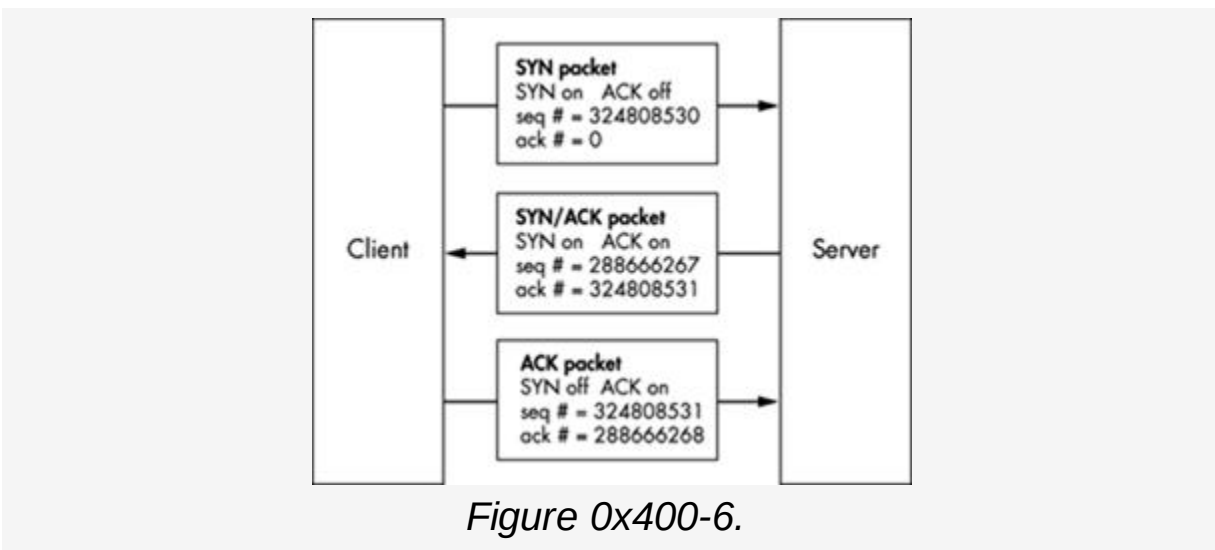 SYN packet
SYN on ACK off
seq # = 324808530
ack # = 0
SYN/ACK packet
SYN on ACK on
seq # = 288666267
ack # = 324808531
Client
Server
ACK packet
SYN off ACK on
seq # = 324808531
ack # = 288666268
Figure 0x400-6.